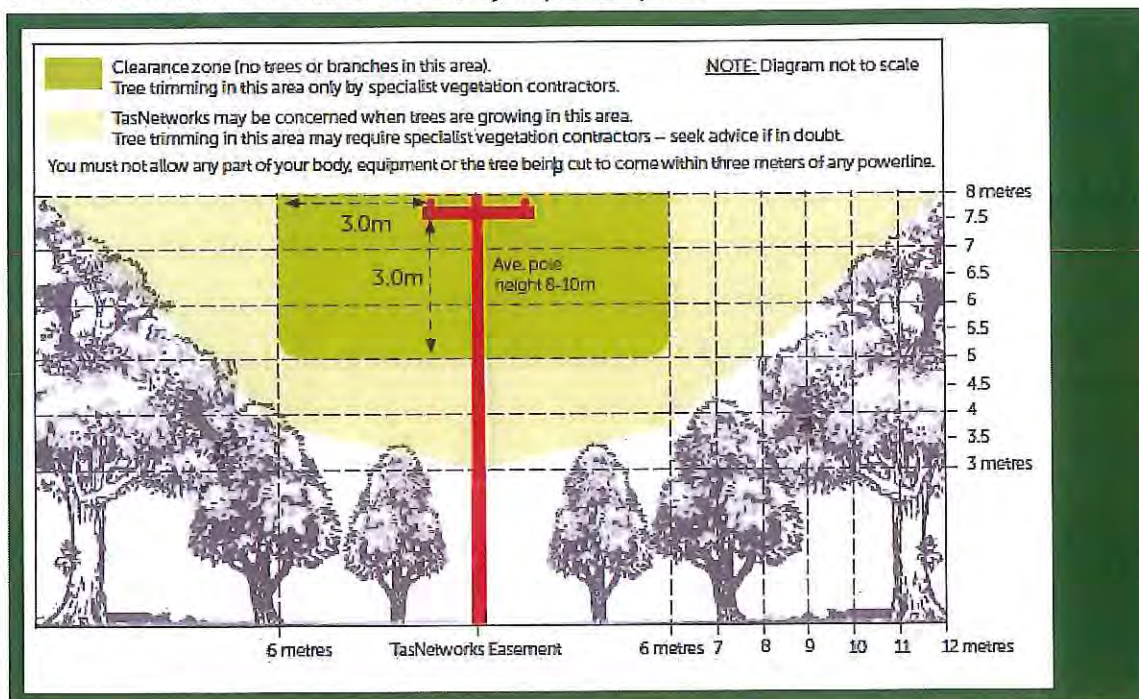 Clearance zone (no trees or branches in this area).
Tree trimming in this area only by specialist vegetation contractors.
NOTE: Diagram not to scale
TasNetworks may be concerned when trees are growing in this area.
Tree trimming in this area may require specialist vegetation contractors – seek advice if in doubt.
You must not allow any part of your body, equipment or the tree being cut to come within three meters of any powerline.
3.0m
3.0m
Ave. pole
height 8-10m
8 metres
7.5
7
6.5
6
5.5
5
4.5
4
3.5
3 metres
6 metres
TasNetworks Easement
6 metres 7 8 9 10 11 12 metres